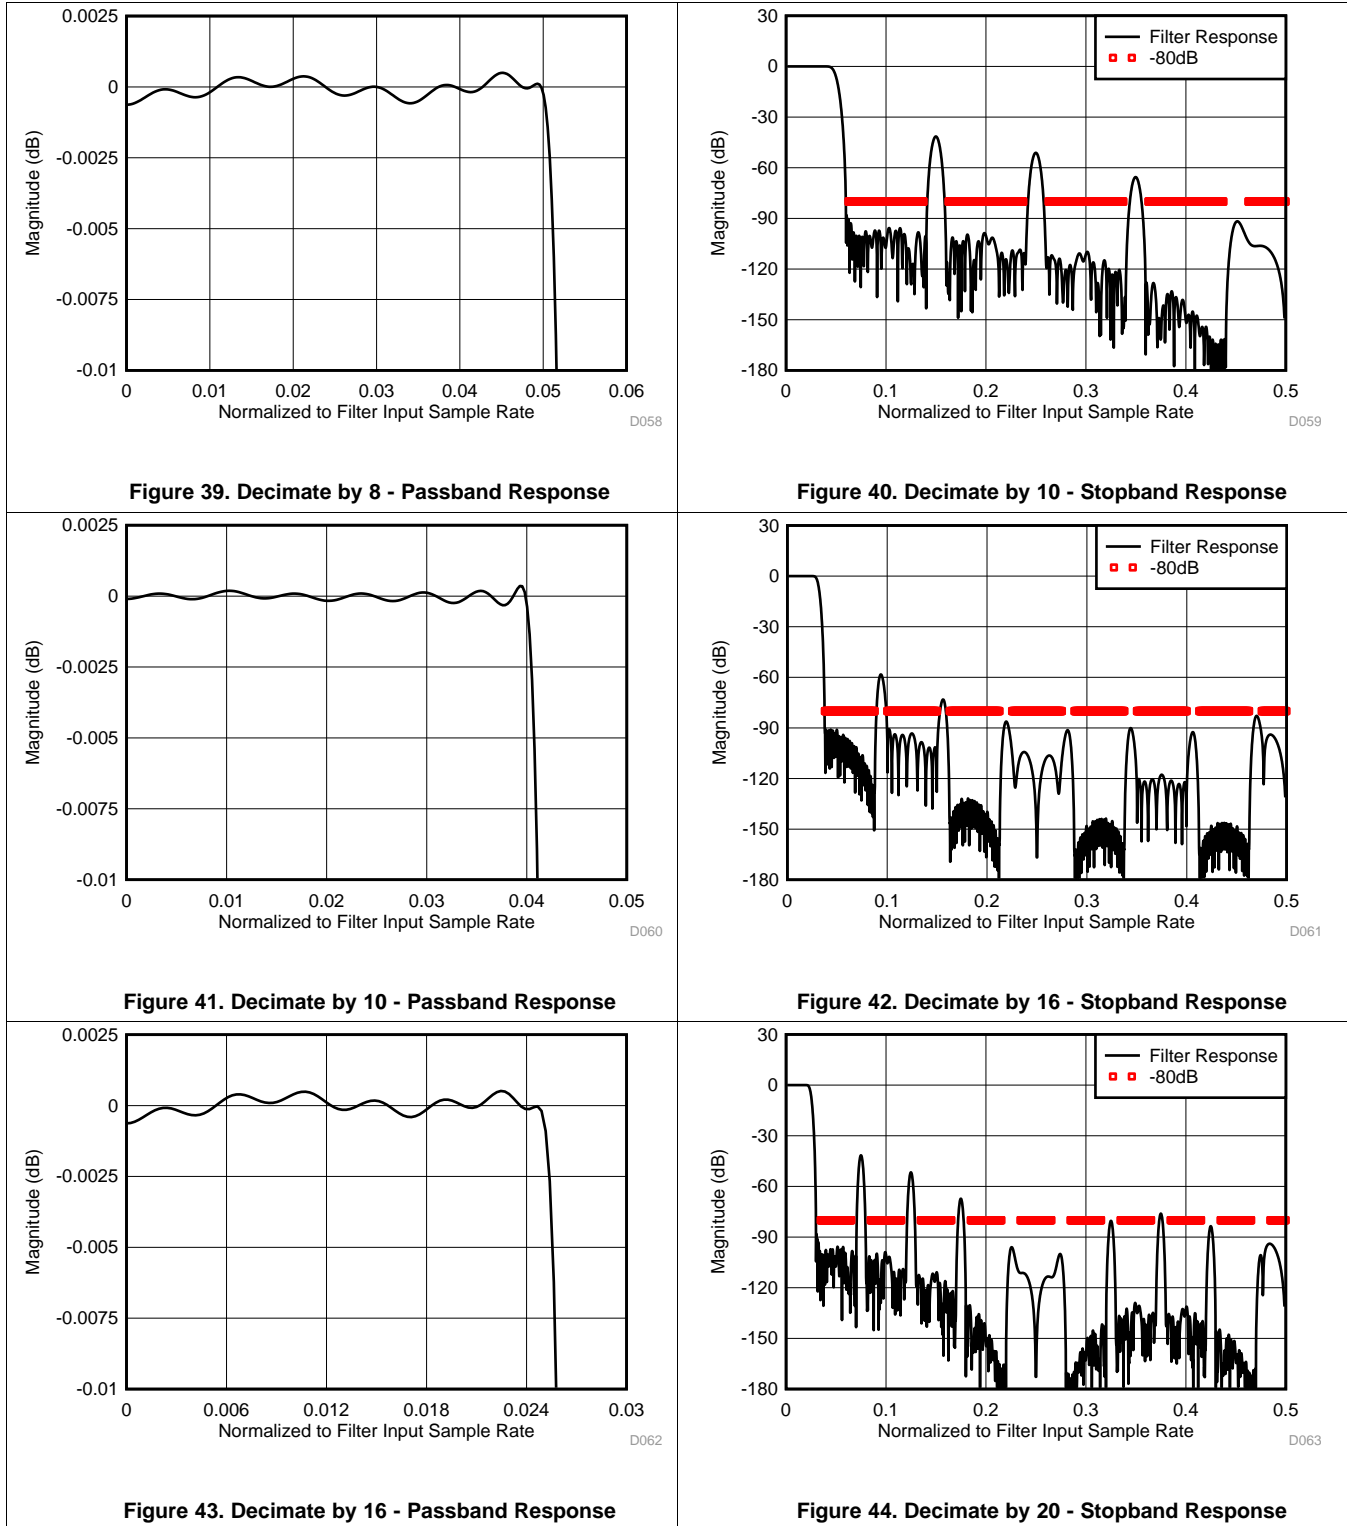 0.0025
0
-0.0025
-0.005
-0.0075
-0.01
Magnitude (dB)
0 0.01 0.02 0.03 0.04 0.05 0.06
Normalized to Filter Input Sample Rate
D058
Figure 39. Decimate by 8 - Passband Response
30
0
-30
-60
-90
-120
-150
-180
Magnitude (dB)
Filter Response
-80dB
0 0.1 0.2 0.3 0.4 0.5
Normalized to Filter Input Sample Rate
D059
Figure 40. Decimate by 10 - Stopband Response
0.0025
0
-0.0025
-0.005
-0.0075
-0.01
Magnitude (dB)
0 0.01 0.02 0.03 0.04 0.05
Normalized to Filter Input Sample Rate
D060
Figure 41. Decimate by 10 - Passband Response
30
0
-30
-60
-90
-120
-150
-180
Magnitude (dB)
Filter Response
-80dB
0 0.1 0.2 0.3 0.4 0.5
Normalized to Filter Input Sample Rate
D061
Figure 42. Decimate by 16 - Stopband Response
0.0025
0
-0.0025
-0.005
-0.0075
-0.01
Magnitude (dB)
0 0.006 0.012 0.018 0.024 0.03
Normalized to Filter Input Sample Rate
D062
Figure 43. Decimate by 16 - Passband Response
30
0
-30
-60
-90
-120
-150
-180
Magnitude (dB)
Filter Response
-80dB
0 0.1 0.2 0.3 0.4 0.5
Normalized to Filter Input Sample Rate
D063
Figure 44. Decimate by 20 - Stopband Response